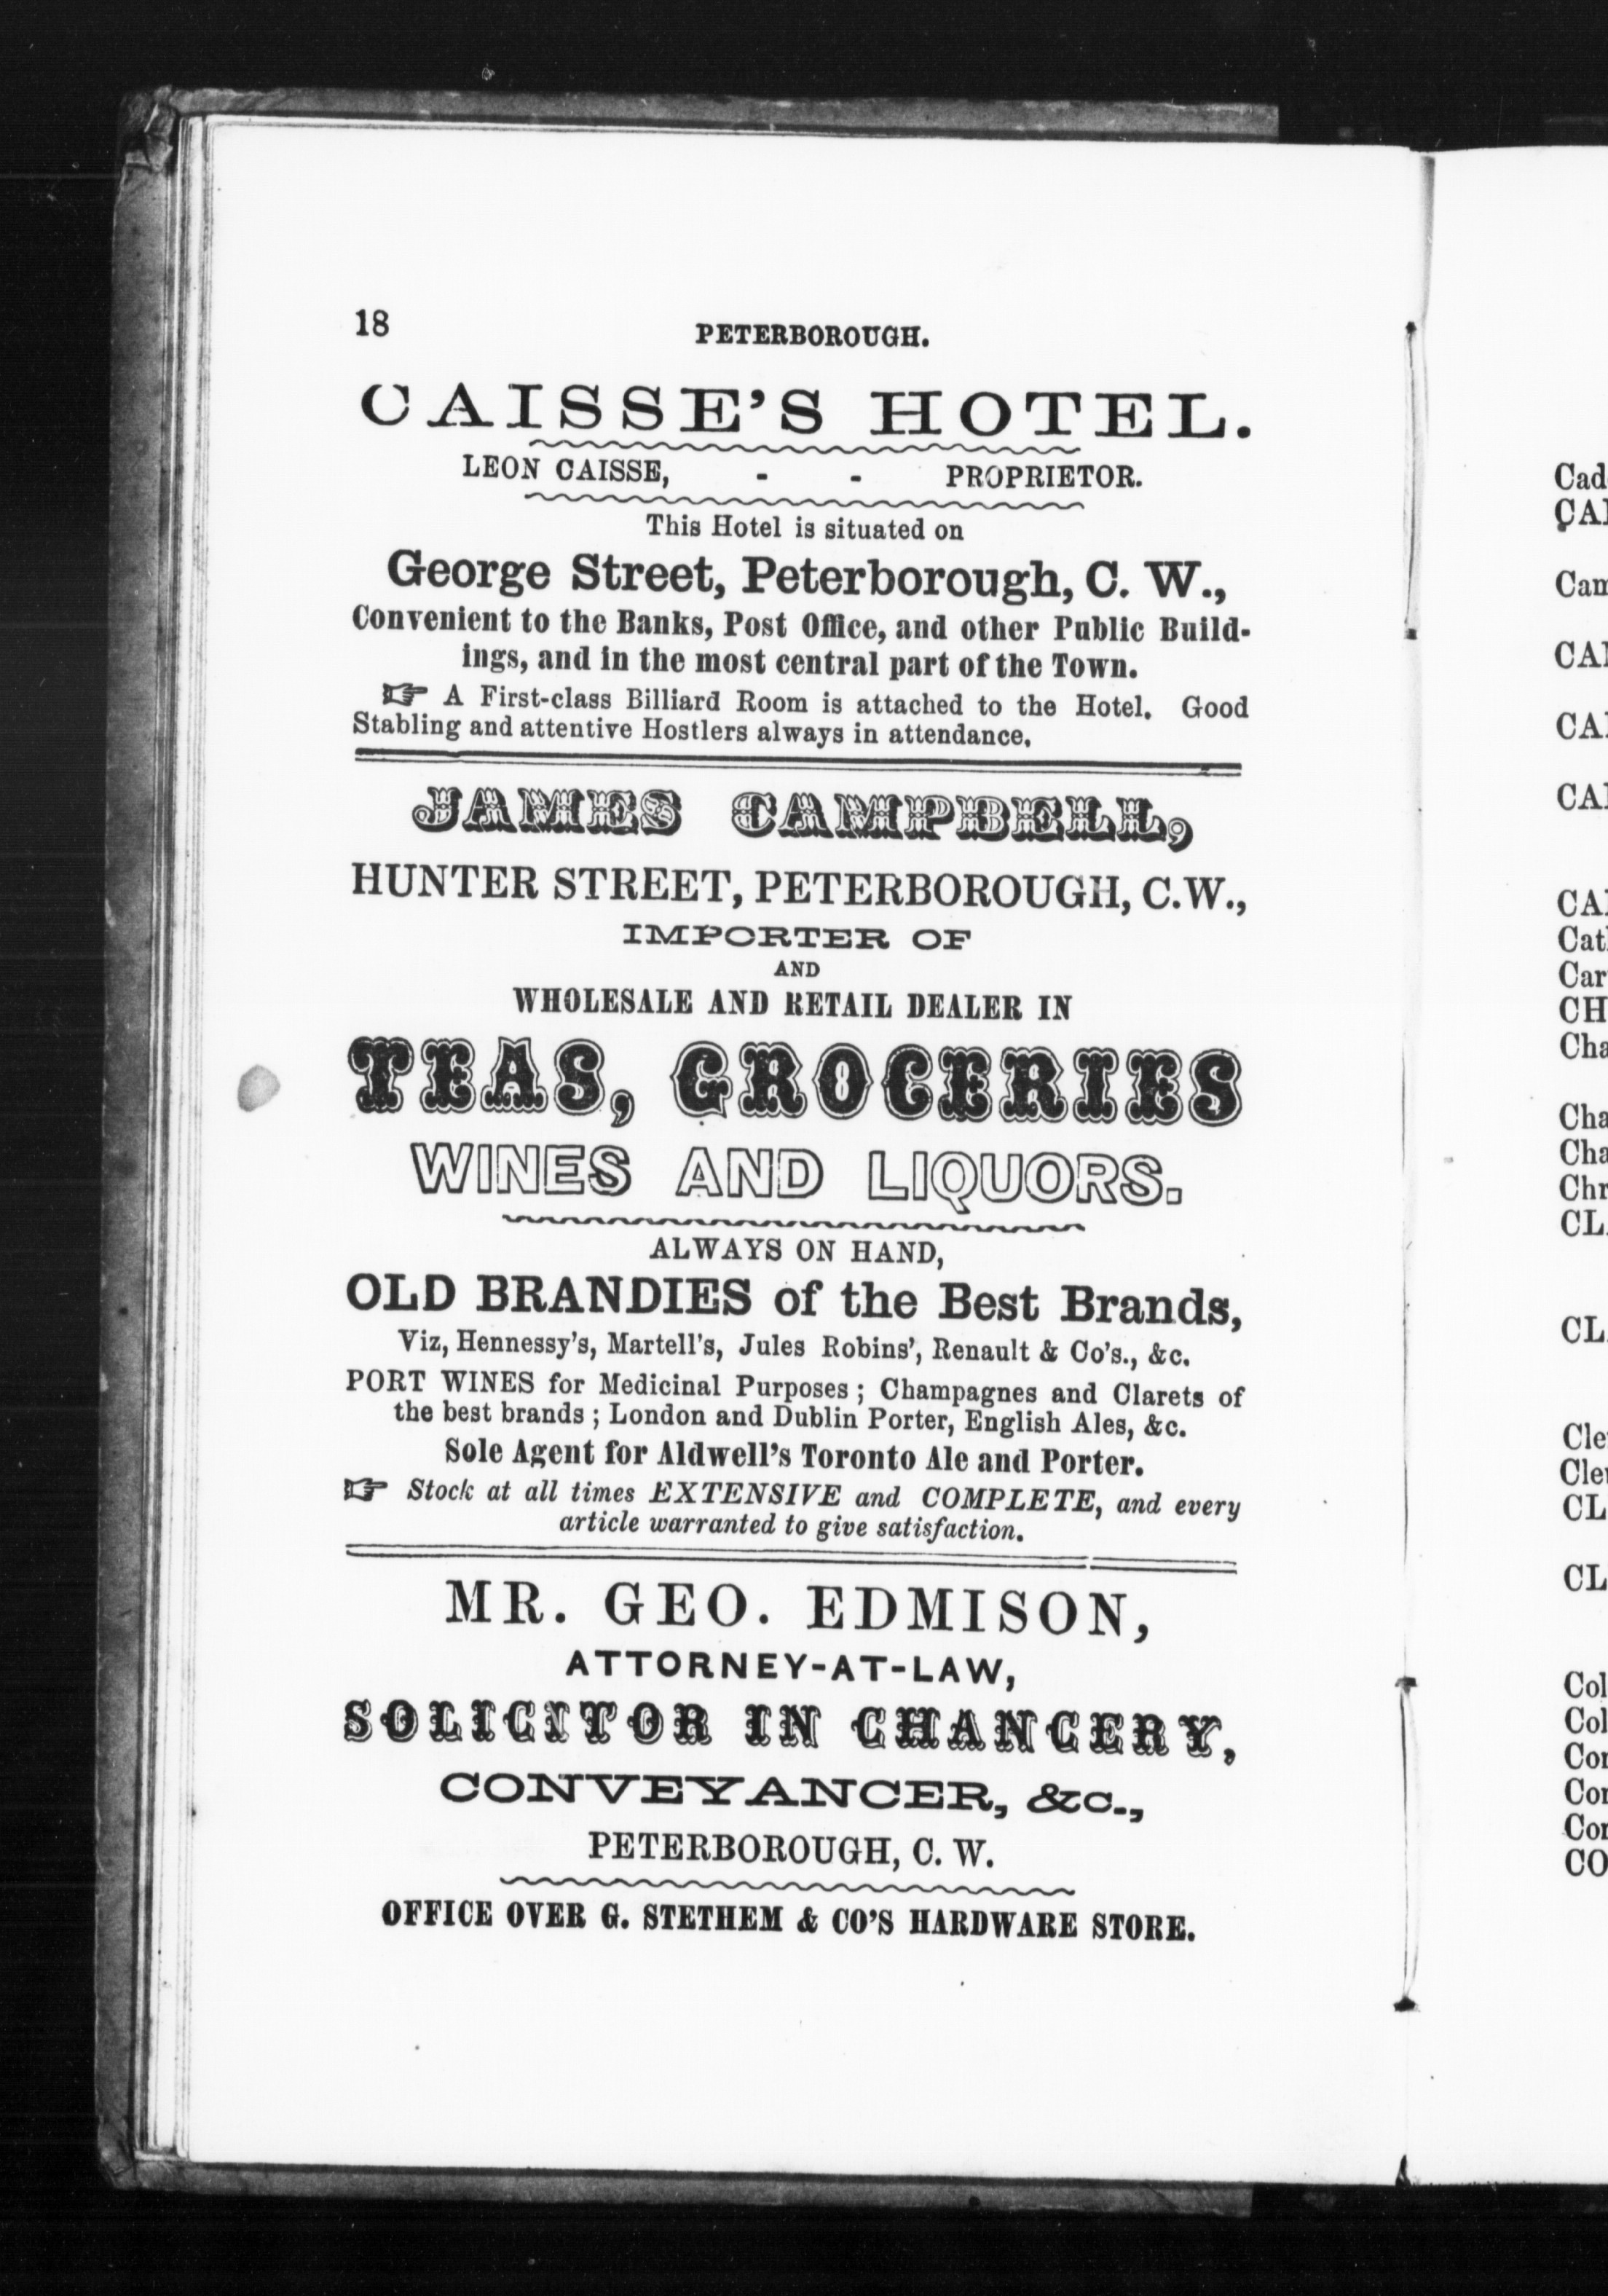 18
PETERBOROUGH.
CAISSE'S HOTEL.
LEON CAISSE, - - PROPRIETOR.
This Hotel is situated on
George Street, Peterborough, C. W.,
Convenient to the Banks, Post Office, and other Public Build-
ings, and in the most central part of the Town.
☞ A First-class Billiard Room is attached to the Hotel. Good
Stabling and attentive Hostlers always in attendance.
JAMES CAMPBELL,
HUNTER STREET, PETERBOROUGH, C.W.,
IMPORTER OF
AND
WHOLESALE AND RETAIL DEALER IN
TEAS, GROCERIES
WINES AND LIQUORS.
ALWAYS ON HAND,
OLD BRANDIES of the Best Brands,
Viz, Hennessy's, Martell's, Jules Robins', Renault & Co's., &c.
PORT WINES for Medicinal Purposes; Champagnes and Clarets of
the best brands; London and Dublin Porter, English Ales, &c.
Sole Agent for Aldwell's Toronto Ale and Porter.
☞ Stock at all times EXTENSIVE and COMPLETE, and every
article warranted to give satisfaction.
MR. GEO. EDMISON,
ATTORNEY-AT-LAW,
SOLICITOR IN CHANCERY,
CONVEYANCER, &c.,
PETERBOROUGH, C. W.
OFFICE OVER G. STETHEM & CO'S HARDWARE STORE.